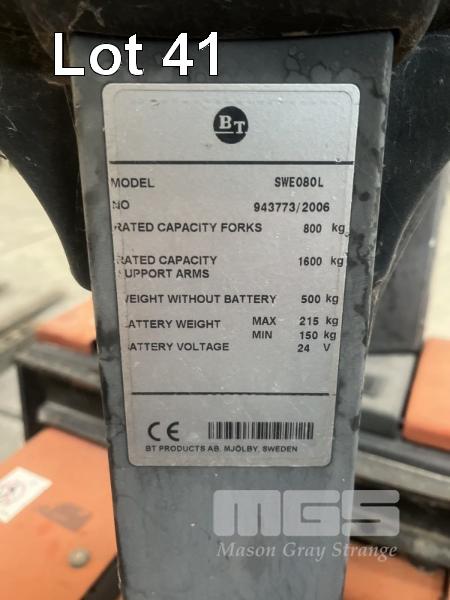 Lot 41
BT
MODEL SWE080L
NO 943773/2006
RATED CAPACITY FORKS 800 kg
RATED CAPACITY
SUPPORT ARMS 1600 kg
WEIGHT WITHOUT BATTERY 500 kg
BATTERY WEIGHT MAX 215 kg
MIN 150 kg
BATTERY VOLTAGE 24 V
CE
BT PRODUCTS AB, MJÖLBY, SWEDEN
MGS
Mason Gray Strange